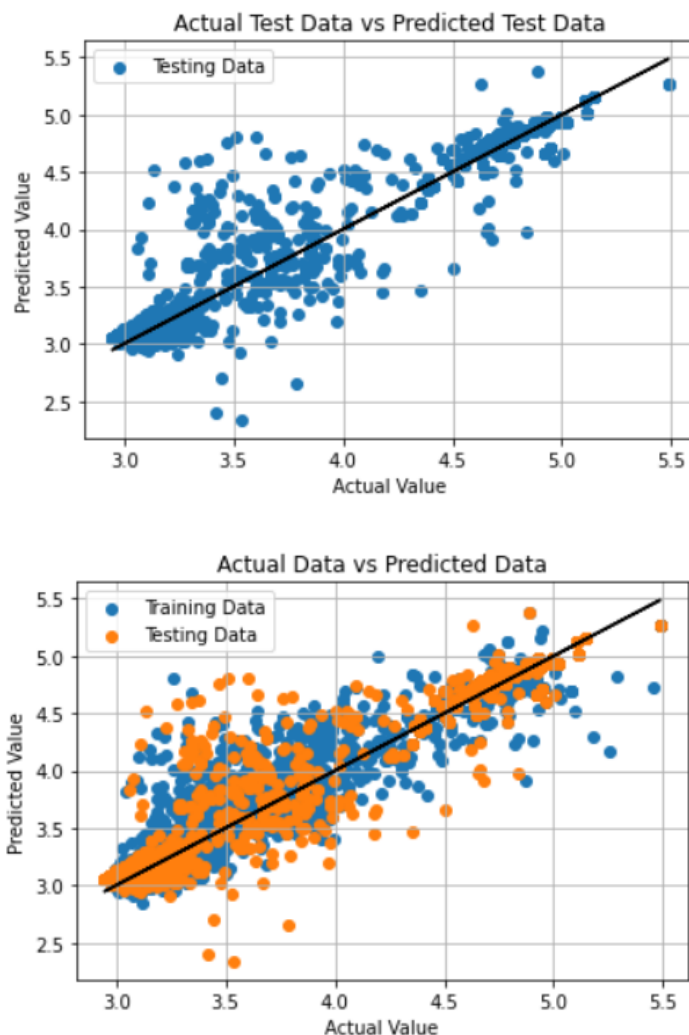 Actual Test Data vs Predicted Test Data
5.5
Testing Data
5.0
4.5
4.0
3.5
3.0
2.5
Predicted Value
3.0 3.5 4.0 4.5 5.0 5.5
Actual Value
Actual Data vs Predicted Data
5.5
Training Data
Testing Data
5.0
4.5
4.0
3.5
3.0
2.5
Predicted Value
3.0 3.5 4.0 4.5 5.0 5.5
Actual Value